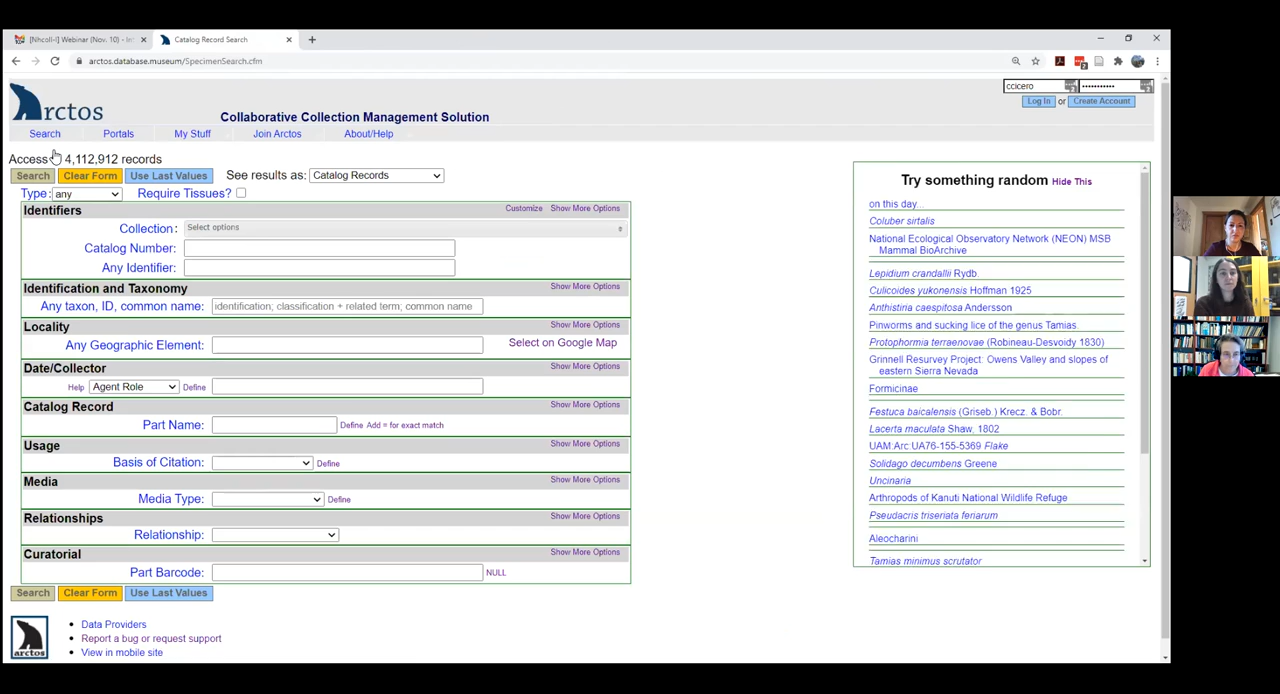 [Nhcoll-l] Webinar (Nov. 10) - Int
Catalog Record Search
arctos.database.museum/SpecimenSearch.cfm
ccicero
Log In or Create Account
Arctos
Collaborative Collection Management Solution
Search Portals My Stuff Join Arctos About/Help
Access 4,112,912 records
Search Clear Form Use Last Values See results as: Catalog Records
Type: any Require Tissues?
Identifiers Customize Show More Options
Collection: Select options
Catalog Number:
Any Identifier:
Identification and Taxonomy Show More Options
Any taxon, ID, common name: identification; classification + related term; common name
Locality Show More Options
Any Geographic Element: Select on Google Map
Date/Collector Show More Options
Help Agent Role Define
Catalog Record Show More Options
Part Name: Define Add = for exact match
Usage Show More Options
Basis of Citation: Define
Media Show More Options
Media Type: Define
Relationships Show More Options
Relationship:
Curatorial Show More Options
Part Barcode: NULL
Search Clear Form Use Last Values
arctos
Data Providers
Report a bug or request support
View in mobile site
Try something random Hide This
on this day...
Coluber sirtalis
National Ecological Observatory Network (NEON) MSB
Mammal BioArchive
Lepidium crandallii Rydb.
Culicoides yukonensis Hoffman 1925
Anthistiria caespitosa Andersson
Pinworms and sucking lice of the genus Tamias.
Protophormia terraenovae (Robineau-Desvoidy 1830)
Grinnell Resurvey Project: Owens Valley and slopes of
eastern Sierra Nevada
Formicinae
Festuca baicalensis (Griseb.) Krecz. & Bobr.
Lacerta maculata Shaw, 1802
UAM:Arc:UA76-155-5369 Flake
Solidago decumbens Greene
Uncinaria
Arthropods of Kanuti National Wildlife Refuge
Pseudacris triseriata feriarum
Aleocharini
Tamias minimus scrutator